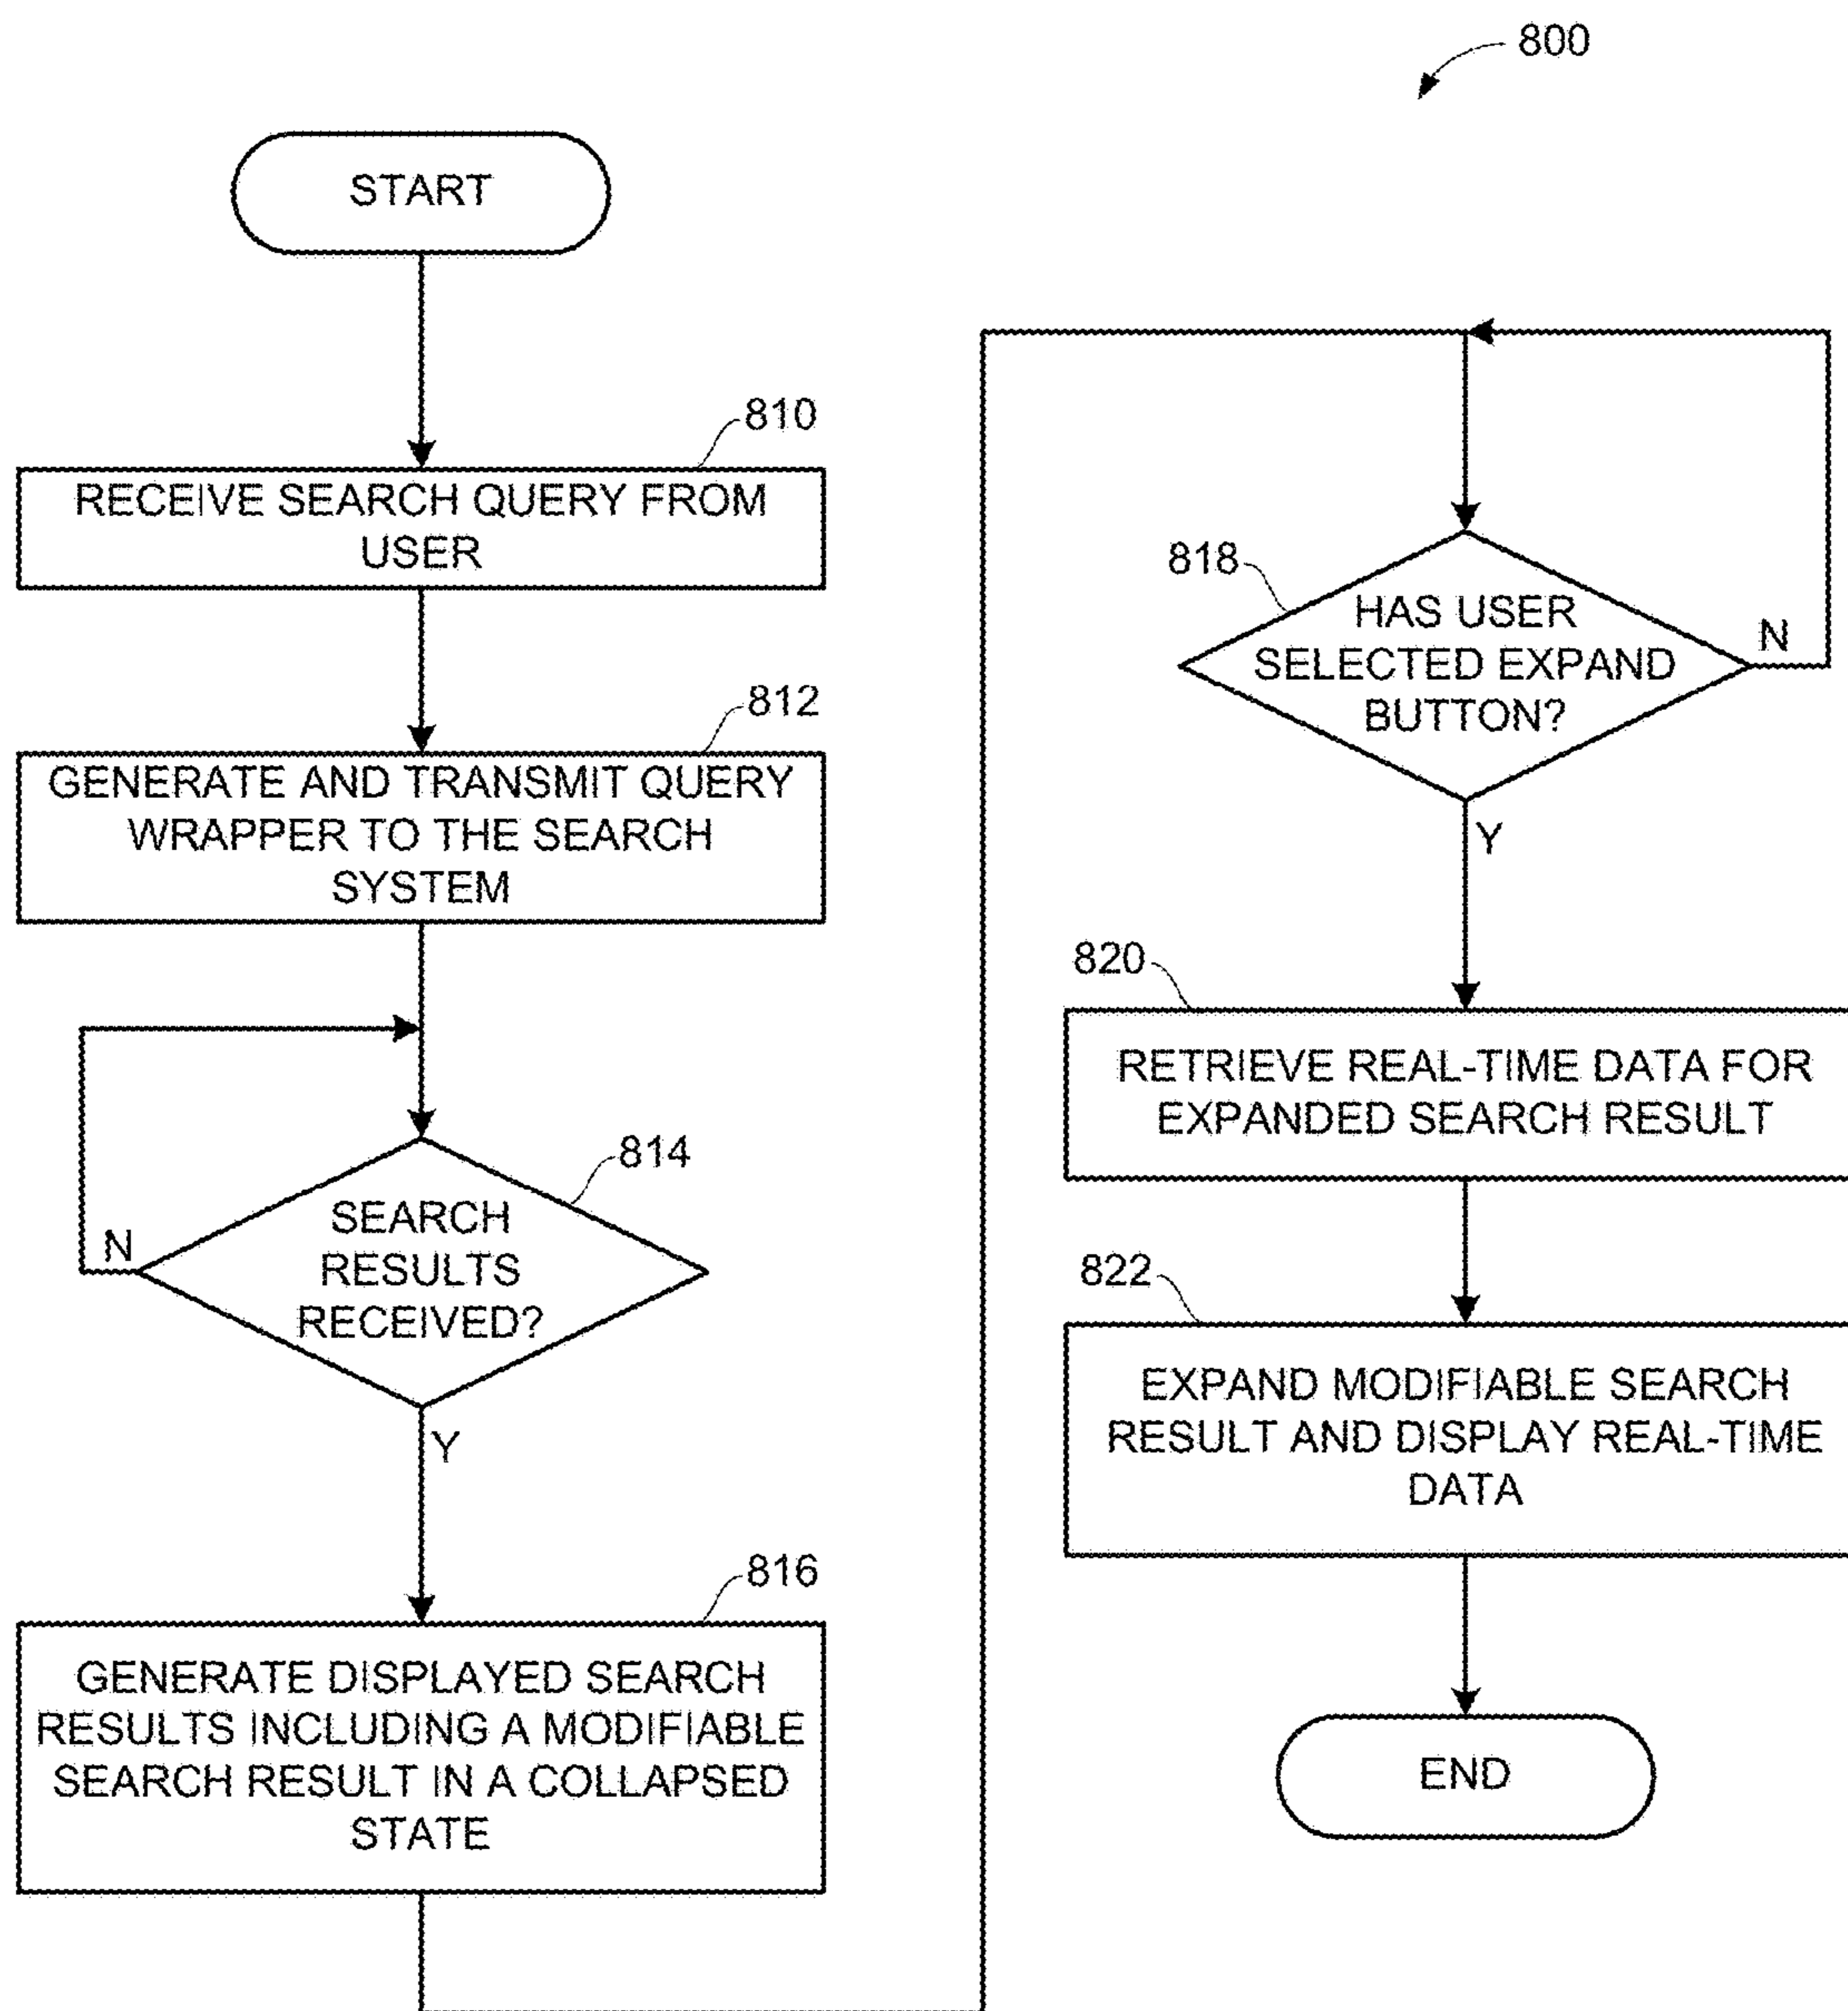 800
START
810
RECEIVE SEARCH QUERY FROM
USER
812
GENERATE AND TRANSMIT QUERY
WRAPPER TO THE SEARCH
SYSTEM
814
SEARCH
RESULTS
RECEIVED?
N
Y
816
GENERATE DISPLAYED SEARCH
RESULTS INCLUDING A MODIFIABLE
SEARCH RESULT IN A COLLAPSED
STATE
818
HAS USER
SELECTED EXPAND
BUTTON?
N
Y
820
RETRIEVE REAL-TIME DATA FOR
EXPANDED SEARCH RESULT
822
EXPAND MODIFIABLE SEARCH
RESULT AND DISPLAY REAL-TIME
DATA
END